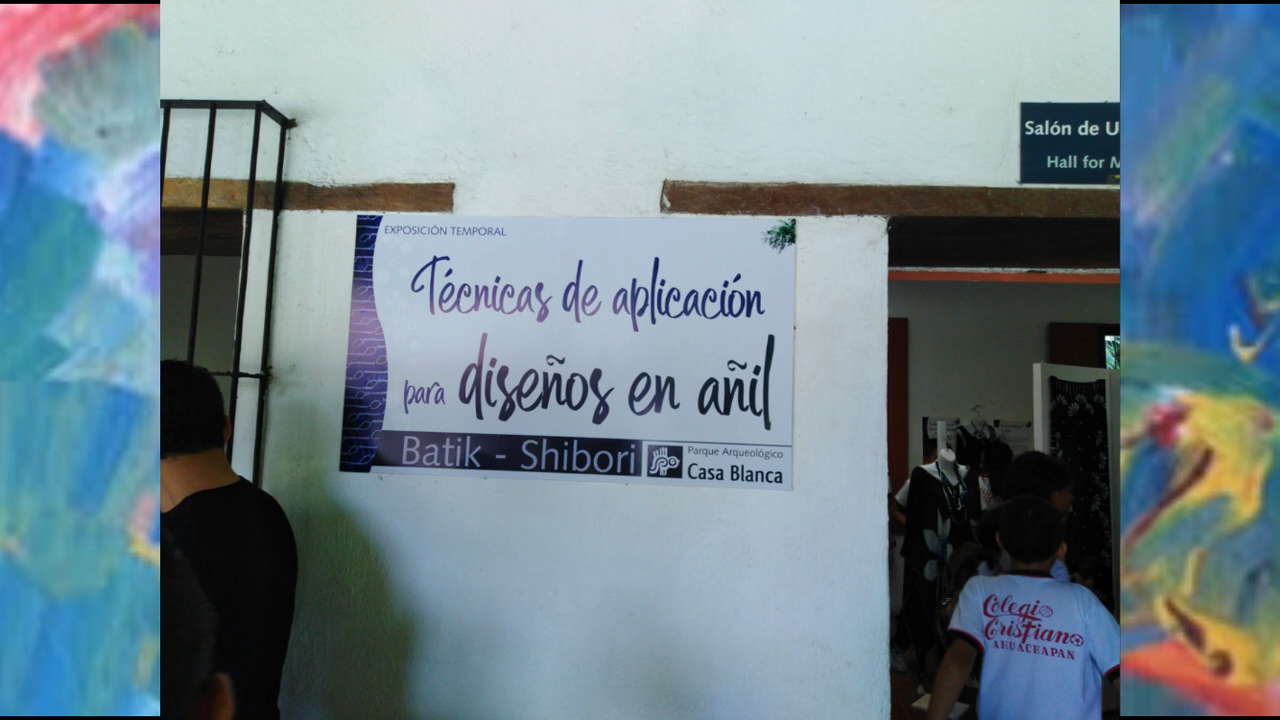 EXPOSICIÓN TEMPORAL
Técnicas de aplicación
para diseños en añil
Batik - Shibori
Parque Arqueológico
Casa Blanca
Salón de U
Hall for M
Colegio
Cristiano
AHUACHAPAN